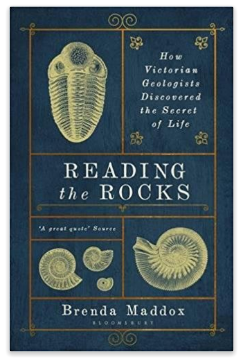 How
Victorian
Geologists
Discovered
the Secret
of Life
READING
the ROCKS
'A great quote' Source
Brenda Maddox
BLOOMSBURY